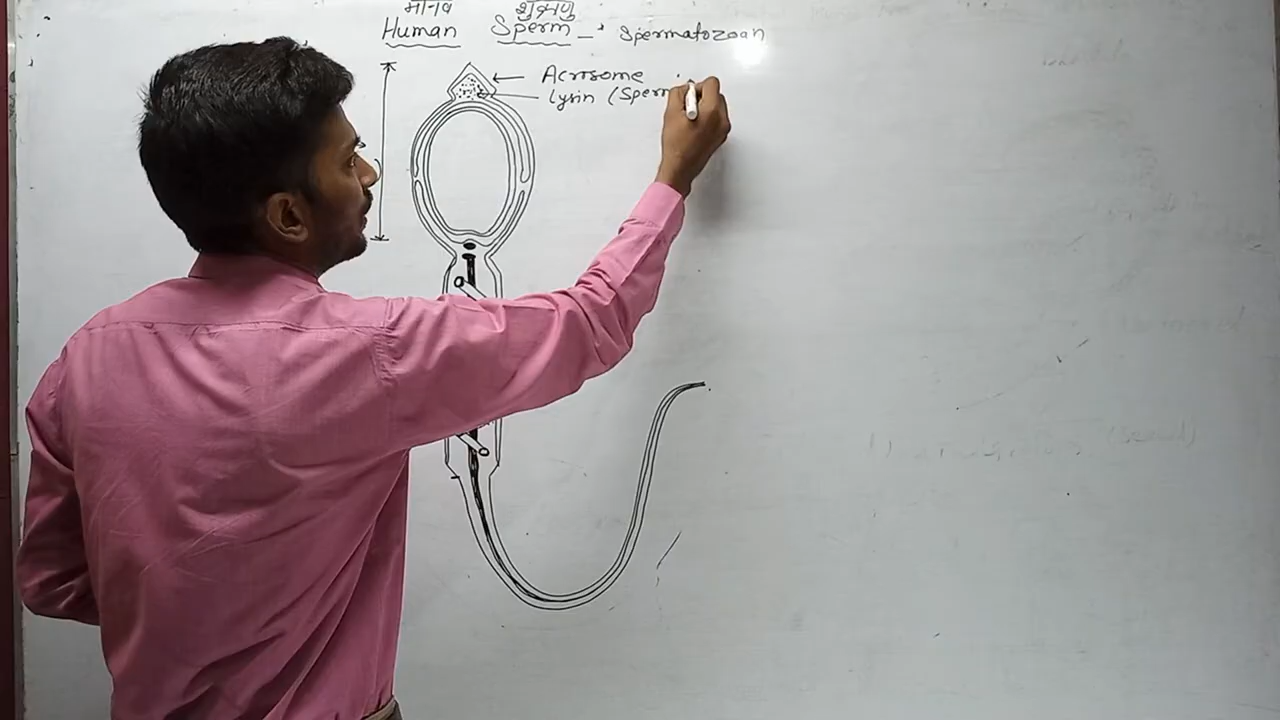 मानव शुक्राणु
Human Sperm _ * Spermatozoan
Acrosome
lysin (Sperm